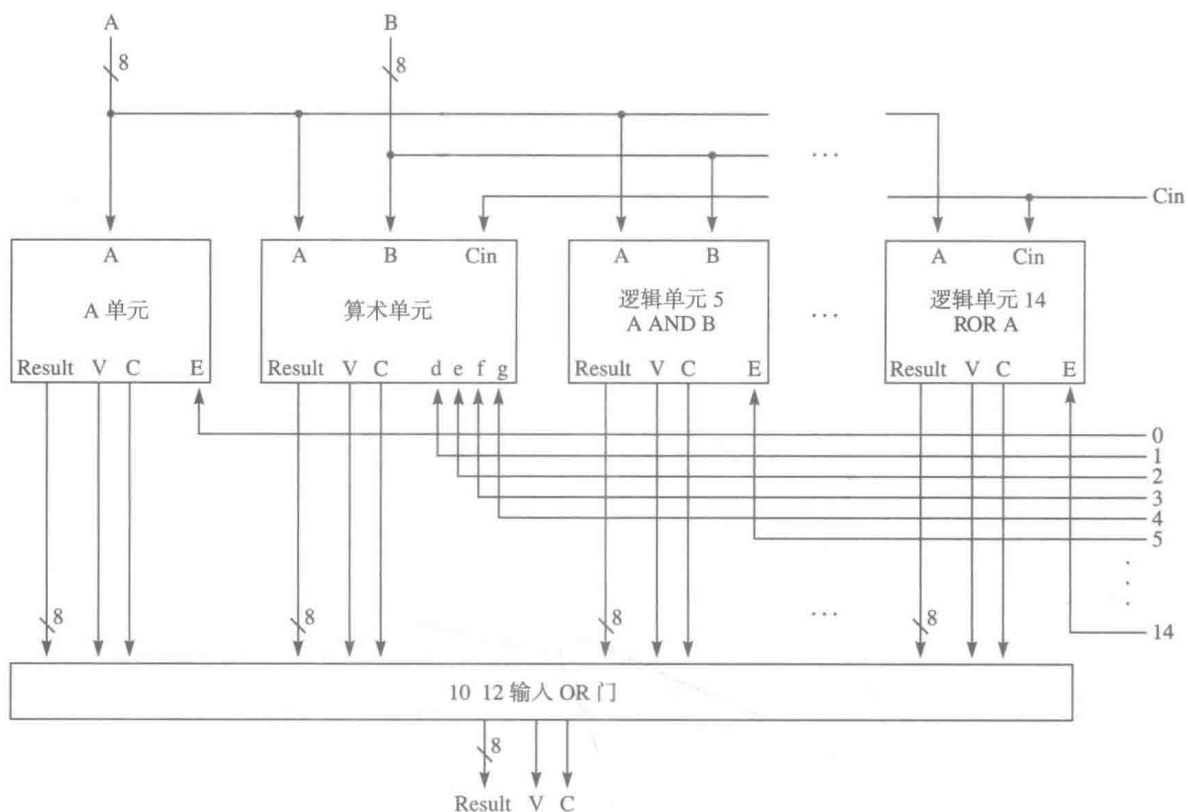 A B
8 8
...
Cin
A A B Cin A B A Cin
A 单元 算术单元 逻辑单元 5 ... 逻辑单元 14
A AND B ROR A
Result V C E Result V C d e f g Result V C E Result V C E
0
1
2
3
4
5
...
14
8 8 8 ... 8
10 12 输入 OR 门
8
Result V C